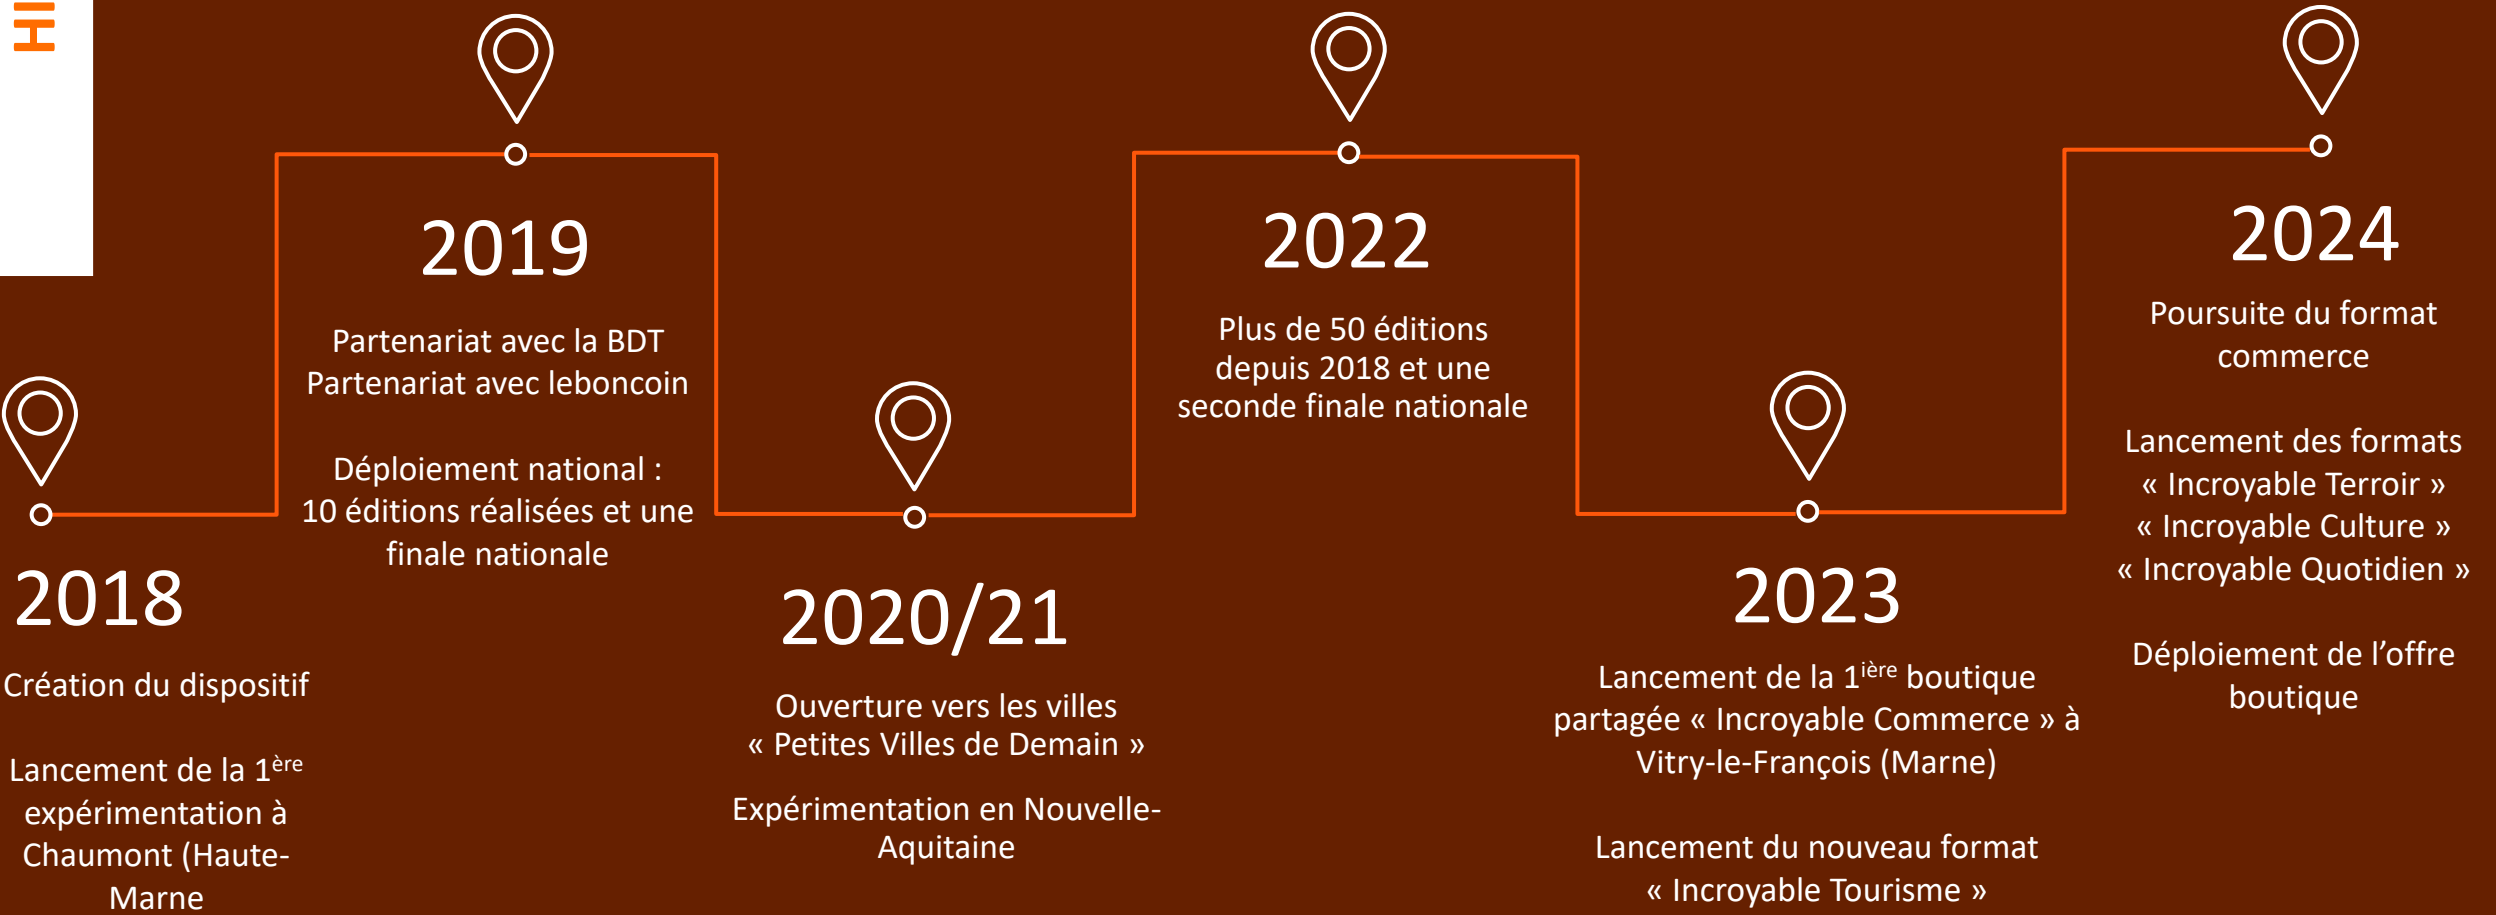 HI
2018
Création du dispositif
Lancement de la 1ère
expérimentation à
Chaumont (Haute-
Marne
2019
Partenariat avec la BDT
Partenariat avec leboncoin
Déploiement national :
10 éditions réalisées et une
finale nationale
2020/21
Ouverture vers les villes
« Petites Villes de Demain »
Expérimentation en Nouvelle-
Aquitaine
2022
Plus de 50 éditions
depuis 2018 et une
seconde finale nationale
2023
Lancement de la 1ière boutique
partagée « Incroyable Commerce » à
Vitry-le-François (Marne)
Lancement du nouveau format
« Incroyable Tourisme »
2024
Poursuite du format
commerce
Lancement des formats
« Incroyable Terroir »
« Incroyable Culture »
« Incroyable Quotidien »
Déploiement de l’offre
boutique